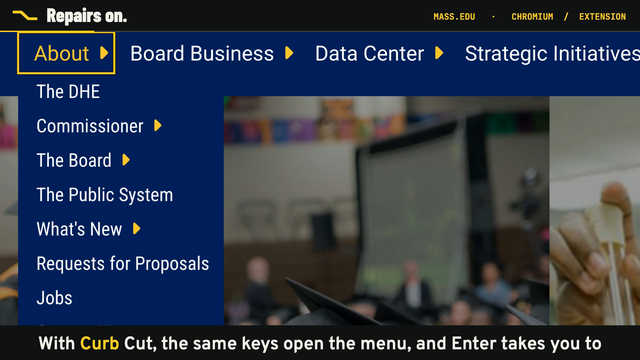 Repairs on.
MASS.EDU · CHROMIUM / EXTENSION
About Board Business Data Center Strategic Initiatives
The DHE
Commissioner
The Board
The Public System
What's New
Requests for Proposals
Jobs
With Curb Cut, the same keys open the menu, and Enter takes you to